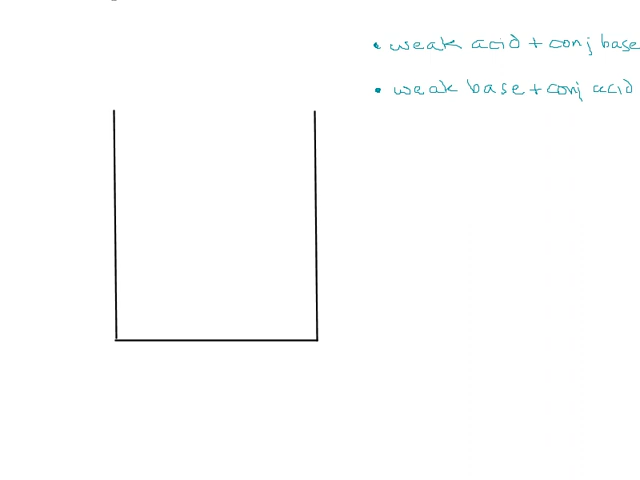 • weak acid + conj base
• weak base + conj acid